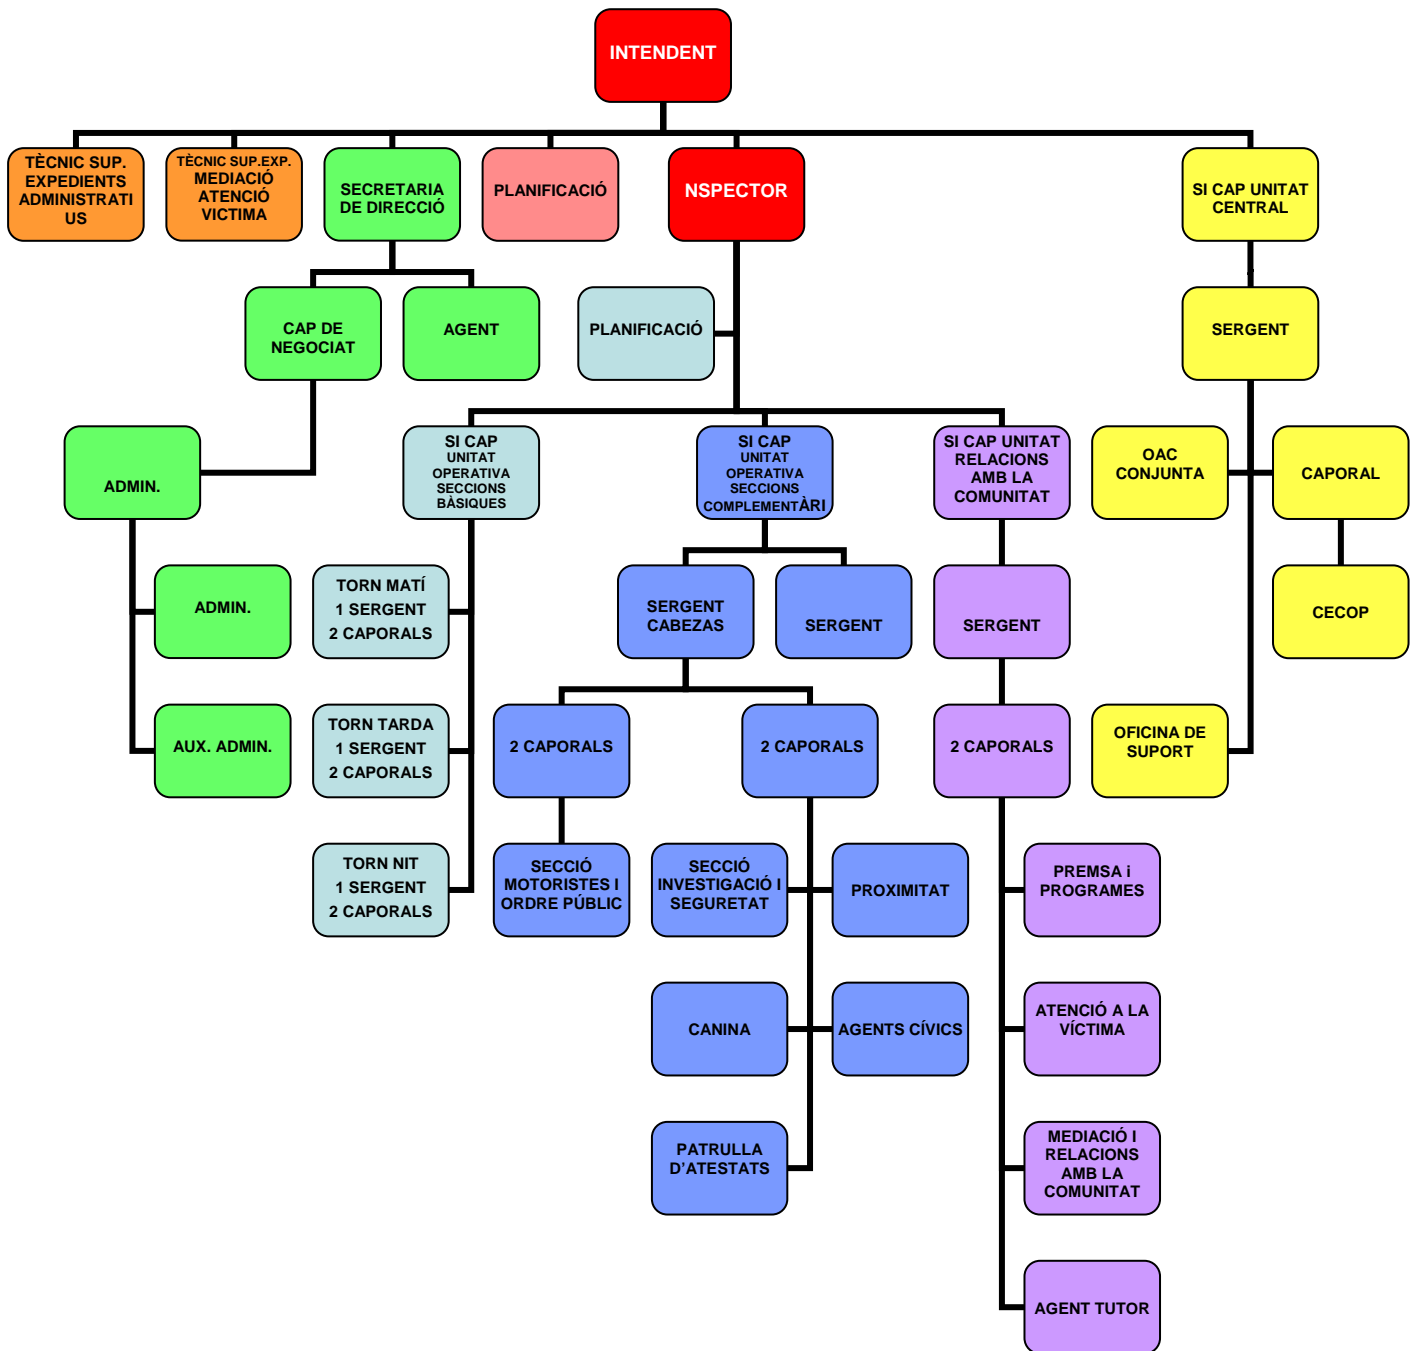 INTENDENT
TÈCNIC SUP.
EXPEDIENTS
ADMINISTRATI
US
TÈCNIC SUP.EXP.
MEDIACIÓ
ATENCIÓ
VICTIMA
SECRETARIA
DE DIRECCIÓ
PLANIFICACIÓ
NSPECTOR
SI CAP UNITAT
CENTRAL
CAP DE
NEGOCIAT
AGENT
PLANIFICACIÓ
SERGENT
ADMIN.
SI CAP
UNITAT
OPERATIVA
SECCIONS
BÀSIQUES
SI CAP
UNITAT
OPERATIVA
SECCIONS
COMPLEMENTÀRI
SI CAP UNITAT
RELACIONS
AMB LA
COMUNITAT
OAC
CONJUNTA
CAPORAL
ADMIN.
TORN MATÍ
1 SERGENT
2 CAPORALS
SERGENT
CABEZAS
SERGENT
SERGENT
CECOP
AUX. ADMIN.
TORN TARDA
1 SERGENT
2 CAPORALS
2 CAPORALS
2 CAPORALS
2 CAPORALS
OFICINA DE
SUPORT
TORN NIT
1 SERGENT
2 CAPORALS
SECCIÓ
MOTORISTES I
ORDRE PÚBLIC
SECCIÓ
INVESTIGACIÓ I
SEGURETAT
PROXIMITAT
PREMSA i
PROGRAMES
CANINA
AGENTS CÍVICS
ATENCIÓ A LA
VÍCTIMA
PATRULLA
D'ATESTATS
MEDIACIÓ I
RELACIONS
AMB LA
COMUNITAT
AGENT TUTOR